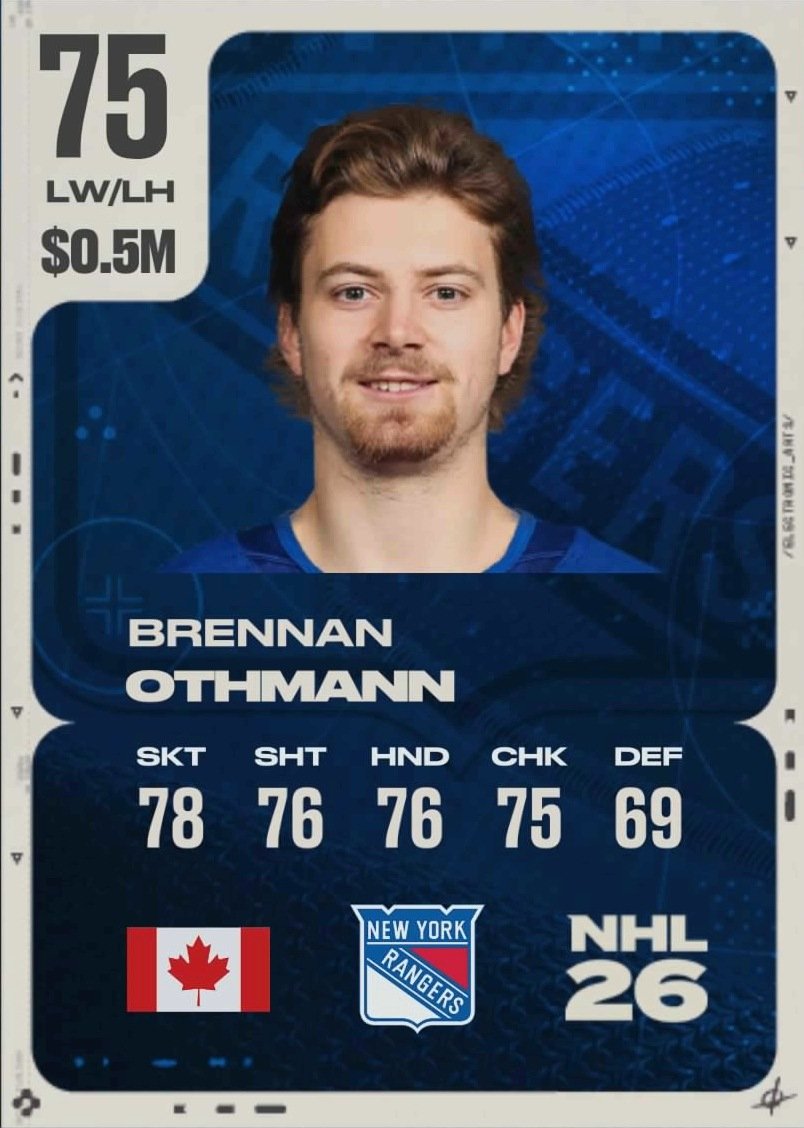 75
LW/LH
$0.5M
BRENNAN
OTHMANN
SKT SHT HND CHK DEF
78 76 76 75 69
NEW YORK
RANGERS
NHL
26
/ELECTRONIC_ARTS/